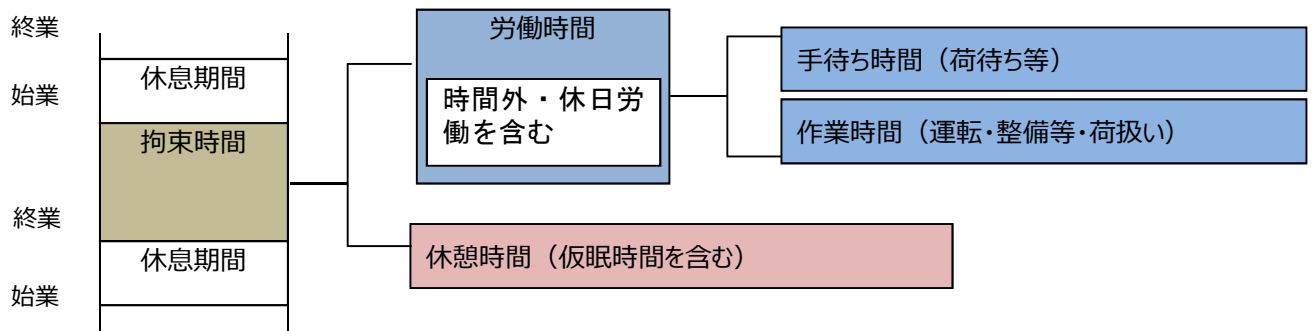 終業
休息期間
始業
拘束時間
終業
休息期間
始業
労働時間
時間外・休日労
働を含む
手待ち時間（荷待ち等）
作業時間（運転・整備等・荷扱い）
休憩時間（仮眠時間を含む）